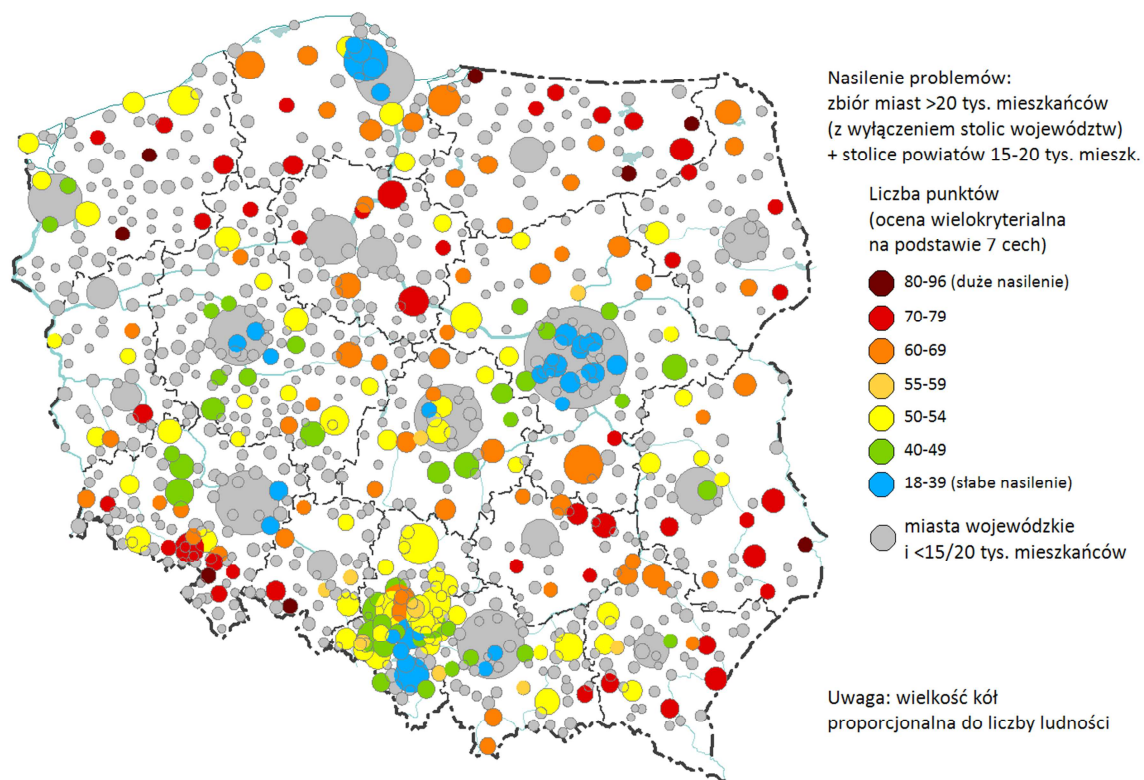 Nasilenie problemów:
zbiór miast >20 tys. mieszkańców
(z wyłączeniem stolic województw)
+ stolice powiatów 15-20 tys. mieszk.
Liczba punktów
(ocena wielokryterialna
na podstawie 7 cech)
80-96 (duże nasilenie)
70-79
60-69
55-59
50-54
40-49
18-39 (słabe nasilenie)
miasta wojewódzkie
i <15/20 tys. mieszkańców
Uwaga: wielkość kół
proporcjonalna do liczby ludności